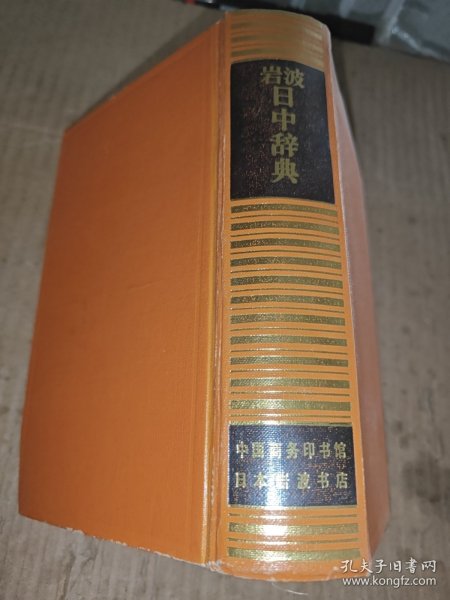 岩波
日中辞典
中国商务印书馆
日本岩波书店
孔夫子旧书网
www.kongfz.com